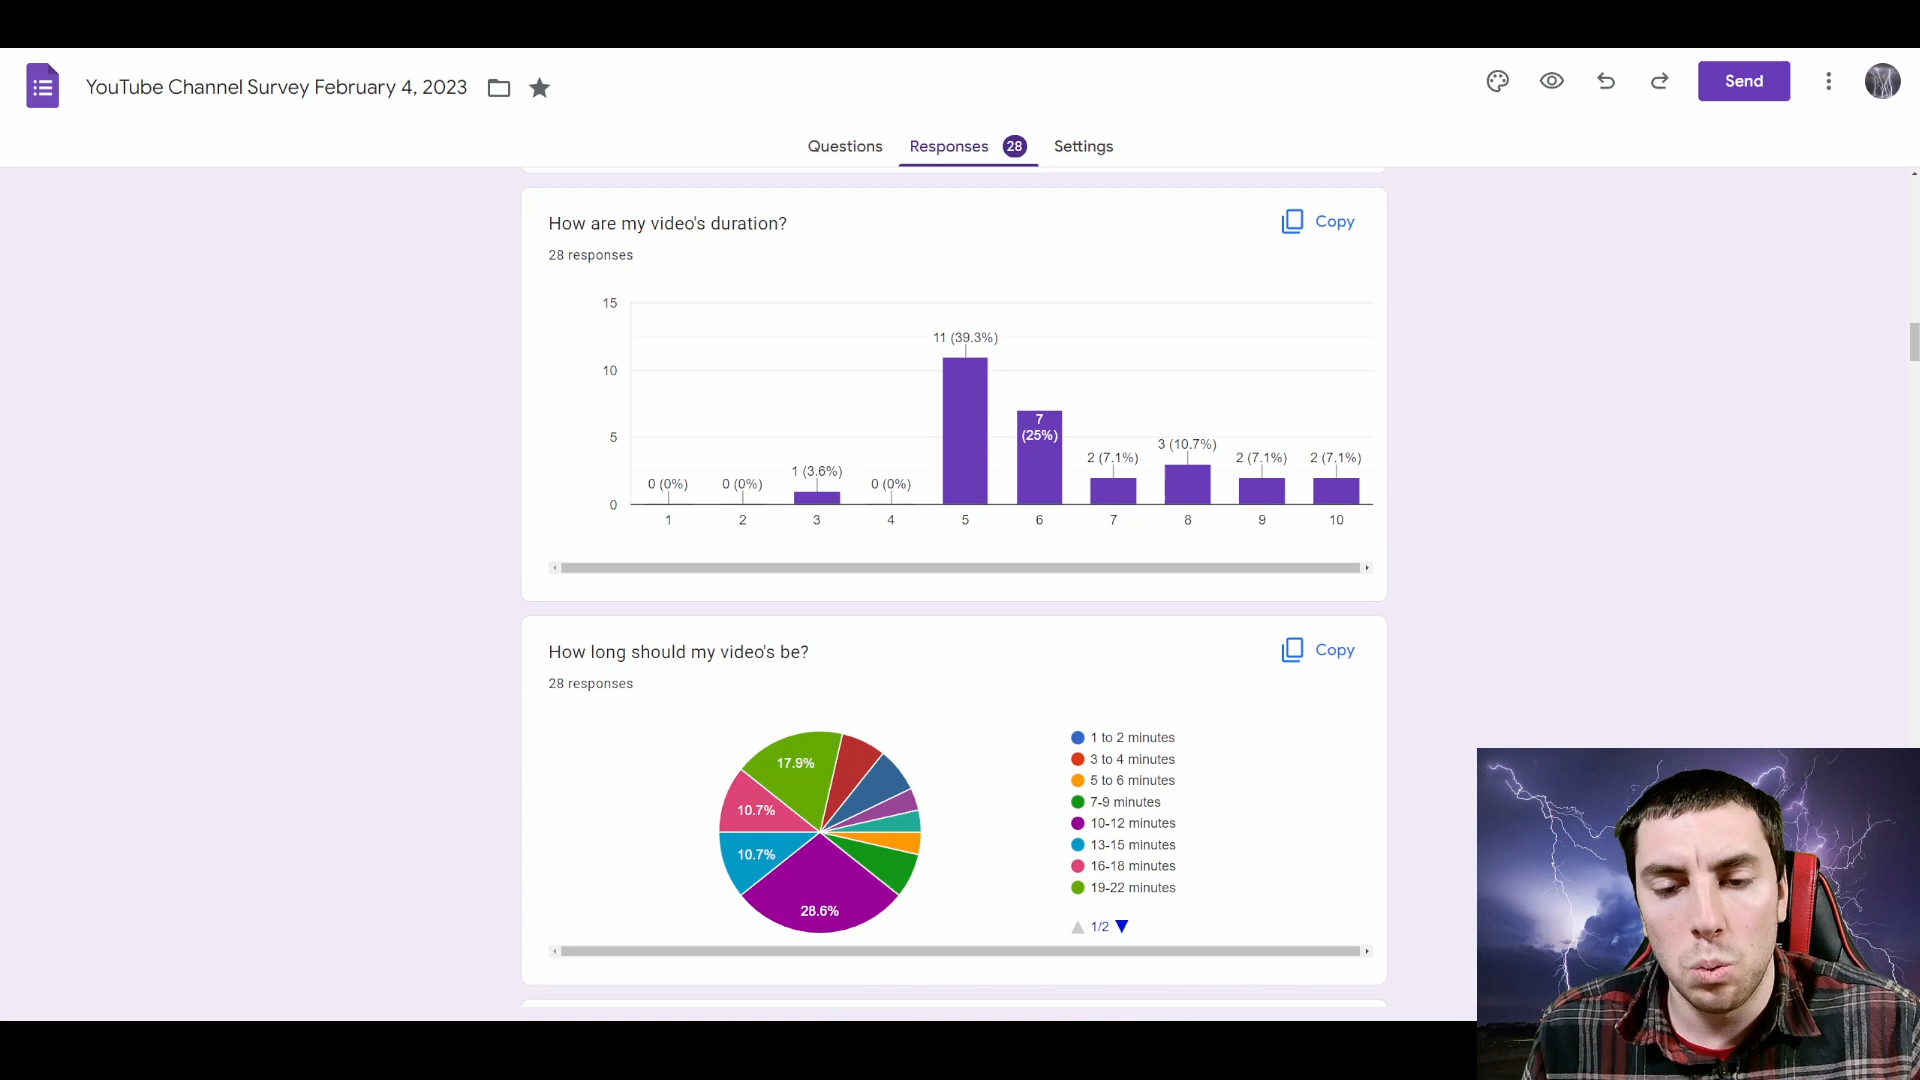 YouTube Channel Survey February 4, 2023
Send
Questions
Responses 28
Settings
How are my video's duration?
Copy
28 responses
15
10
5
0
0 (0%)
0 (0%)
1 (3.6%)
0 (0%)
11 (39.3%)
7
(25%)
2 (7.1%)
3 (10.7%)
2 (7.1%)
2 (7.1%)
1 2 3 4 5 6 7 8 9 10
How long should my video's be?
Copy
28 responses
17.9%
10.7%
10.7%
28.6%
1 to 2 minutes
3 to 4 minutes
5 to 6 minutes
7-9 minutes
10-12 minutes
13-15 minutes
16-18 minutes
19-22 minutes
1/2